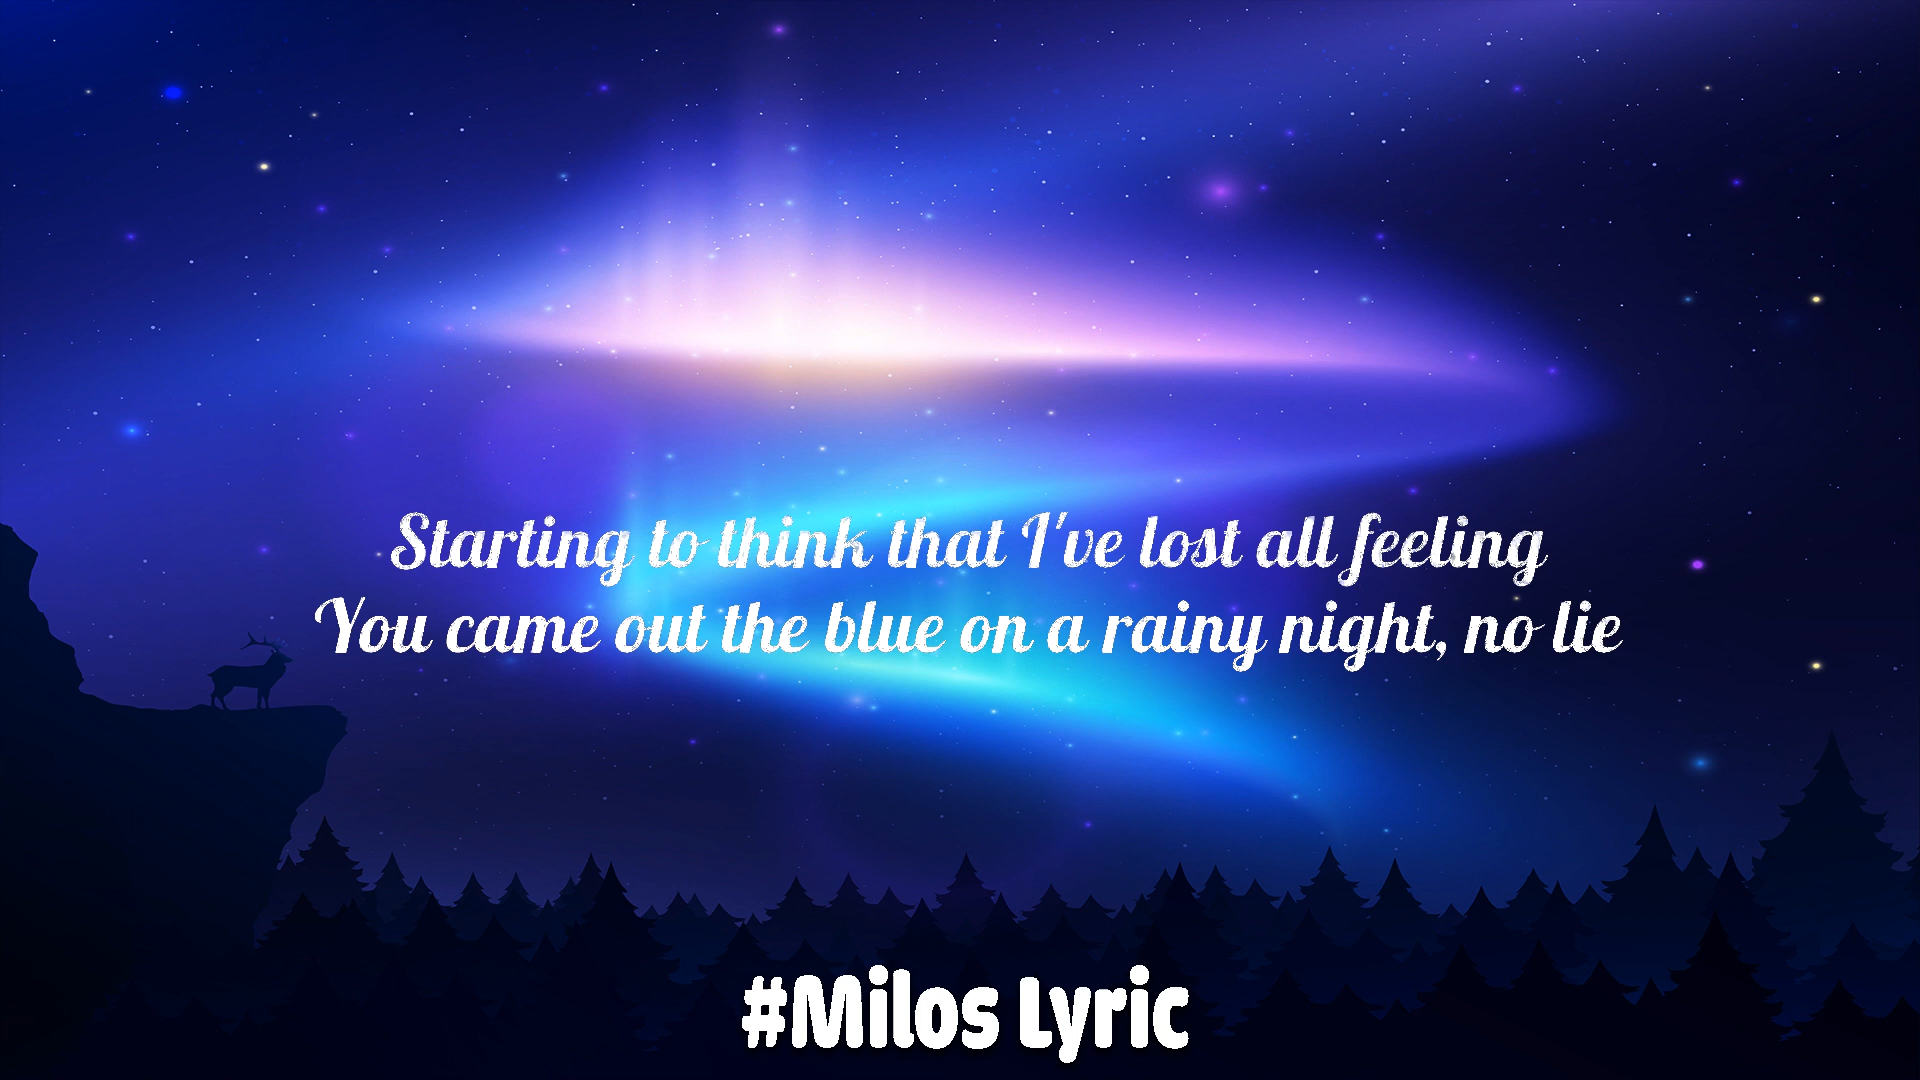 Starting to think that I've lost all feeling
You came out the blue on a rainy night, no lie
#Milos Lyric